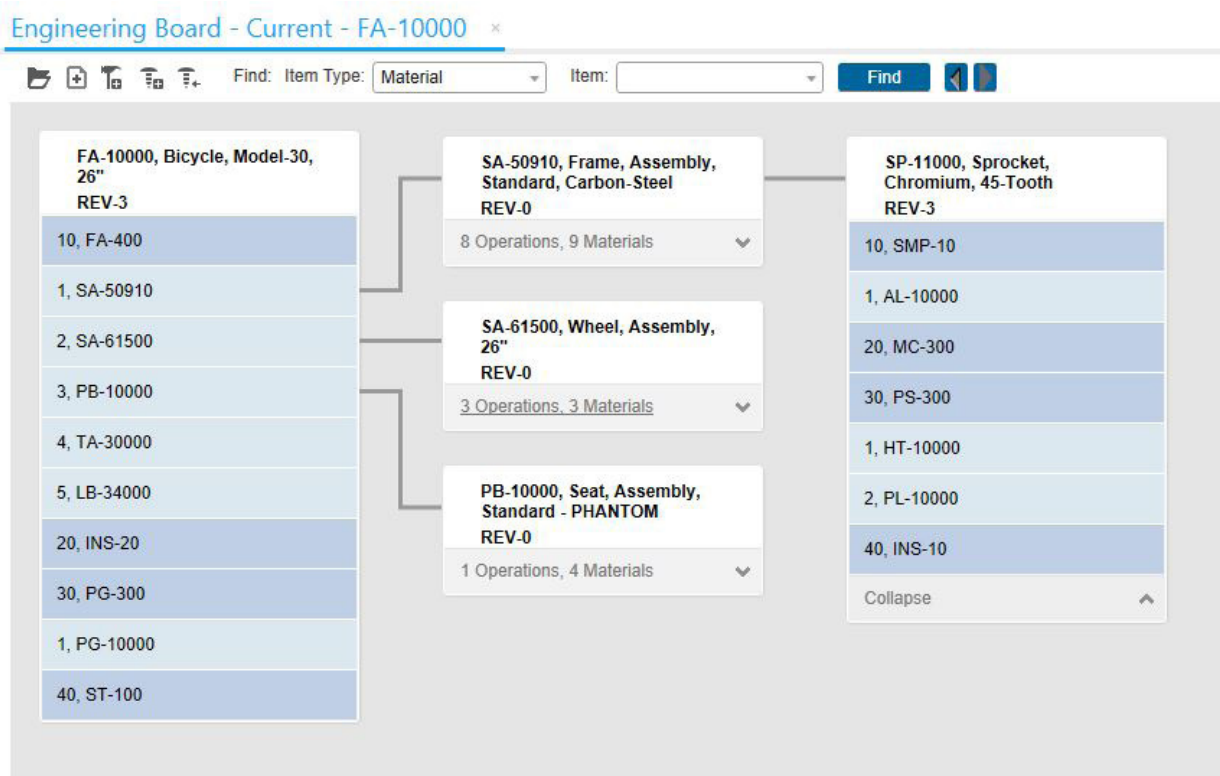 Engineering Board - Current - FA-10000 ×
Find: Item Type: Material Item: Find
FA-10000, Bicycle, Model-30,
26"
REV-3
10, FA-400
1, SA-50910
2, SA-61500
3, PB-10000
4, TA-30000
5, LB-34000
20, INS-20
30, PG-300
1, PG-10000
40, ST-100
SA-50910, Frame, Assembly,
Standard, Carbon-Steel
REV-0
8 Operations, 9 Materials
SA-61500, Wheel, Assembly,
26"
REV-0
3 Operations, 3 Materials
PB-10000, Seat, Assembly,
Standard - PHANTOM
REV-0
1 Operations, 4 Materials
SP-11000, Sprocket,
Chromium, 45-Tooth
REV-3
10, SMP-10
1, AL-10000
20, MC-300
30, PS-300
1, HT-10000
2, PL-10000
40, INS-10
Collapse